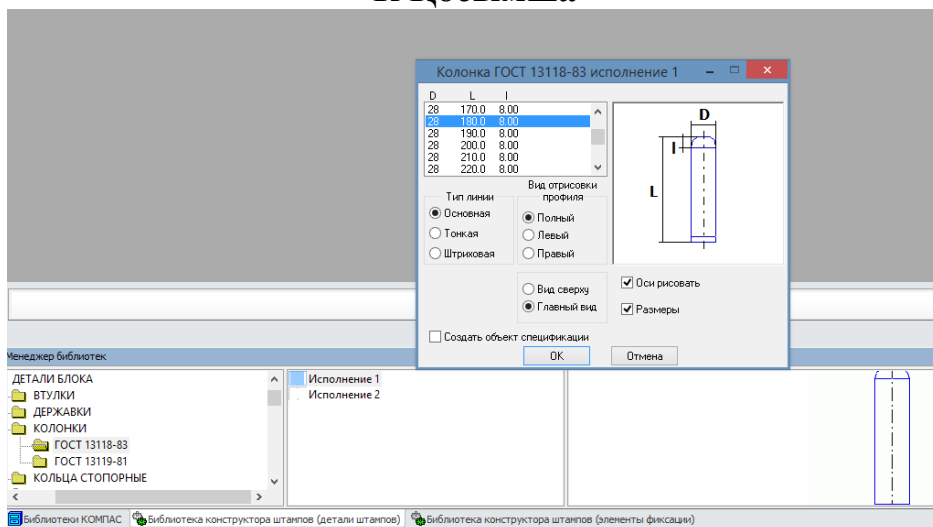 Колонка ГОСТ 13118-83 исполнение 1
D L l
28 170.0 8.00
28 180.0 8.00
28 190.0 8.00
28 200.0 8.00
28 210.0 8.00
28 220.0 8.00
D
l
L
Тип линии
Основная
Тонкая
Штриховая
Вид отрисовки
профиля
Полный
Левый
Правый
Вид сверху
Главный вид
Оси рисовать
Размеры
Создать объект спецификации
OK
Отмена
Менеджер библиотек
ДЕТАЛИ БЛОКА
ВТУЛКИ
ДЕРЖАВКИ
КОЛОНКИ
ГОСТ 13118-83
ГОСТ 13119-81
КОЛЬЦА СТОПОРНЫЕ
Исполнение 1
Исполнение 2
Библиотеки КОМПАС
Библиотека конструктора штампов (детали штампов)
Библиотека конструктора штампов (элементы фиксации)